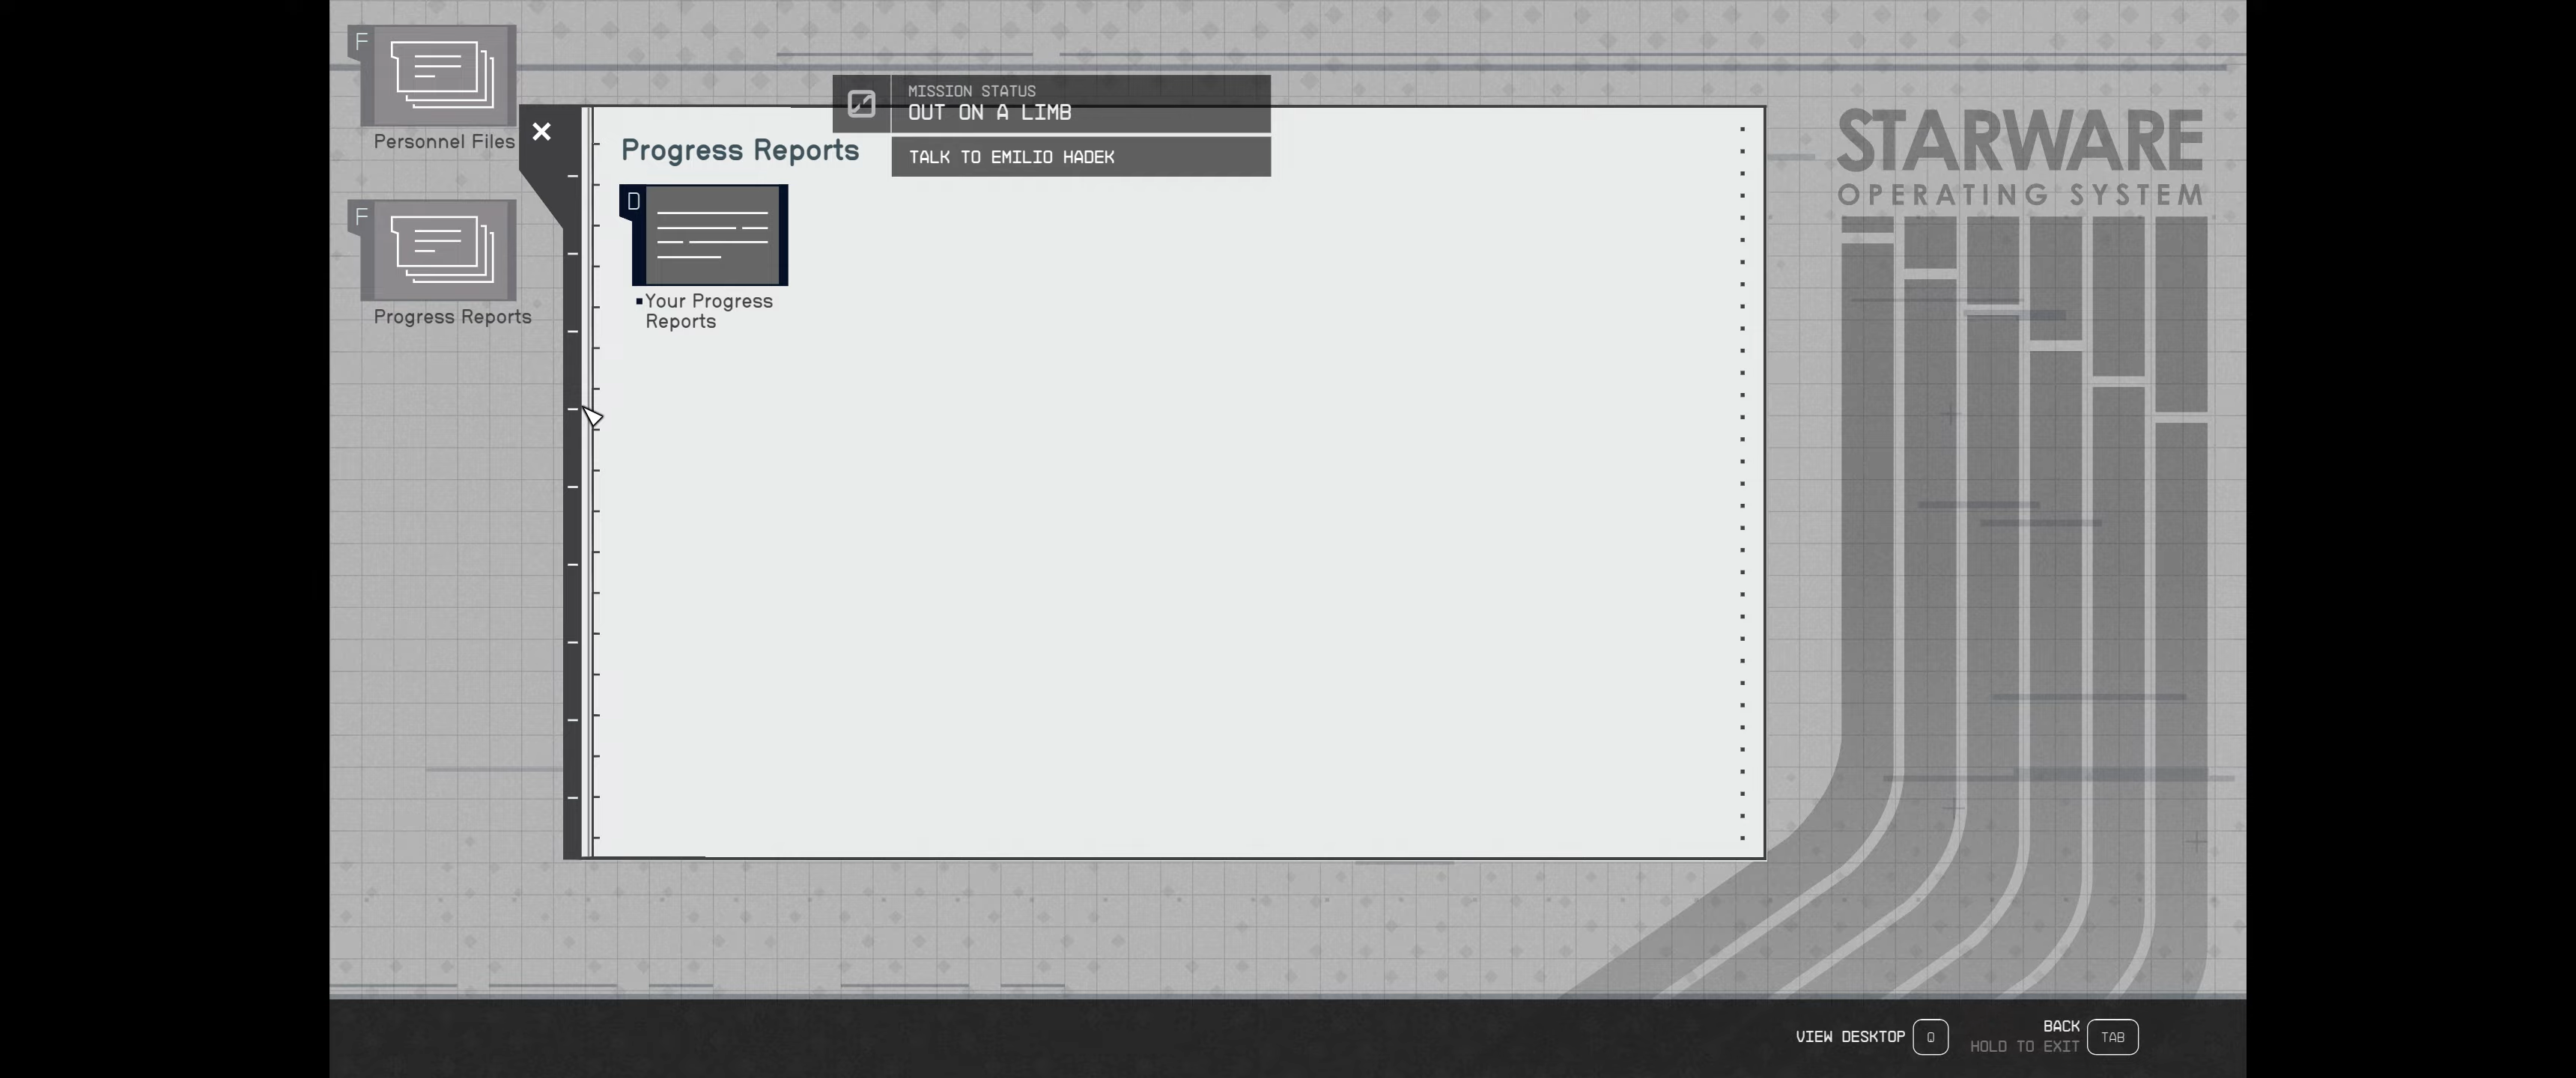 F
Personnel Files
F
Progress Reports
MISSION STATUS
OUT ON A LIMB
TALK TO EMILIO HADEK
Progress Reports
D
Your Progress
Reports
STARWARE
OPERATING SYSTEM
VIEW DESKTOP Q
BACK
HOLD TO EXIT
TAB